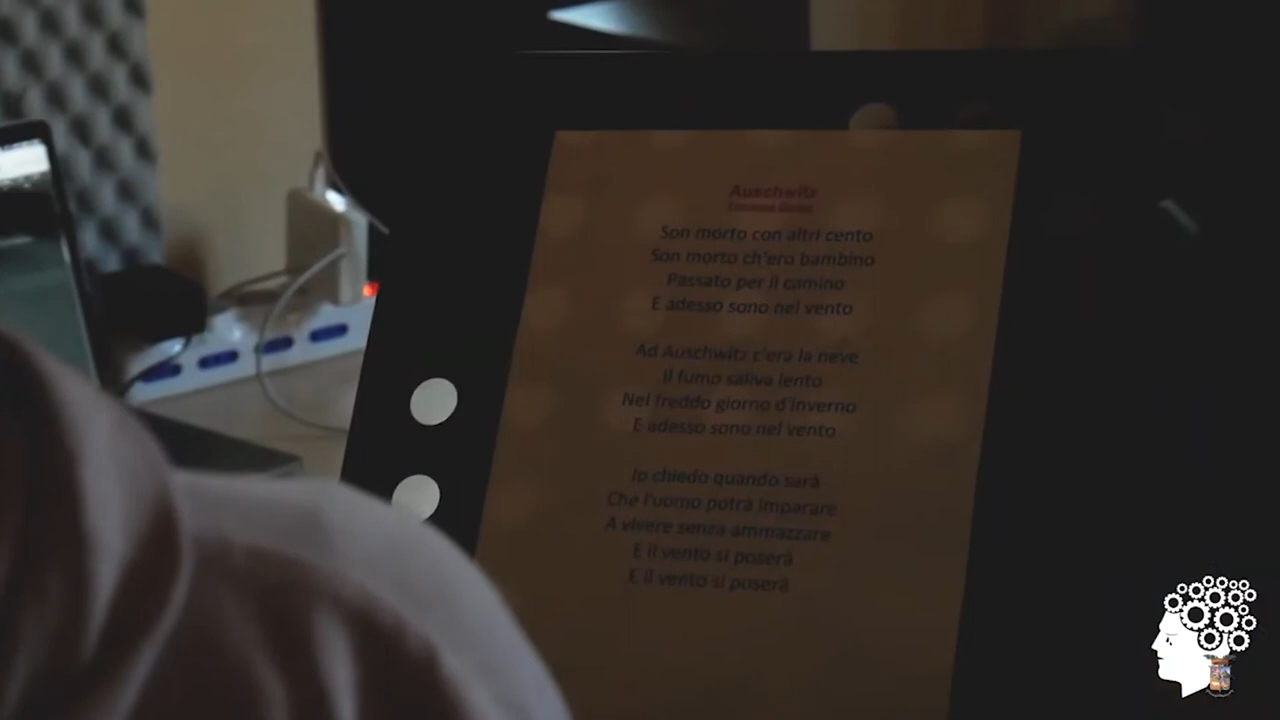 Auschwitz
Son morto con altri cento
Son morto ch'ero bambino
Passato per il camino
E adesso sono nel vento
Ad Auschwitz c'era la neve
Il fumo saliva lento
Nel freddo giorno d'inverno
E adesso sono nel vento
Io chiedo quando sarà
Che l'uomo potrà imparare
A vivere senza ammazzare
E il vento si poserà
E il vento si poserà